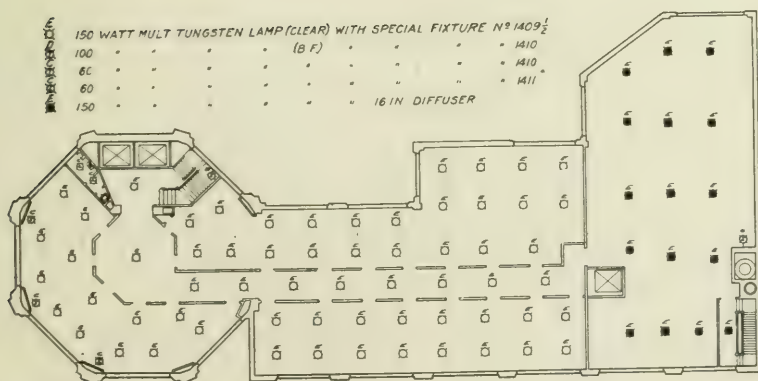 150 WATT MULT TUNGSTEN LAMP (CLEAR) WITH SPECIAL FIXTURE Nº 1409½
100 " " " " (B F) " " " " " 1410
60 " " " " " " " " " 1410
60 " " " " " " " " " 1411
150 " " " " " " 16 IN DIFFUSER